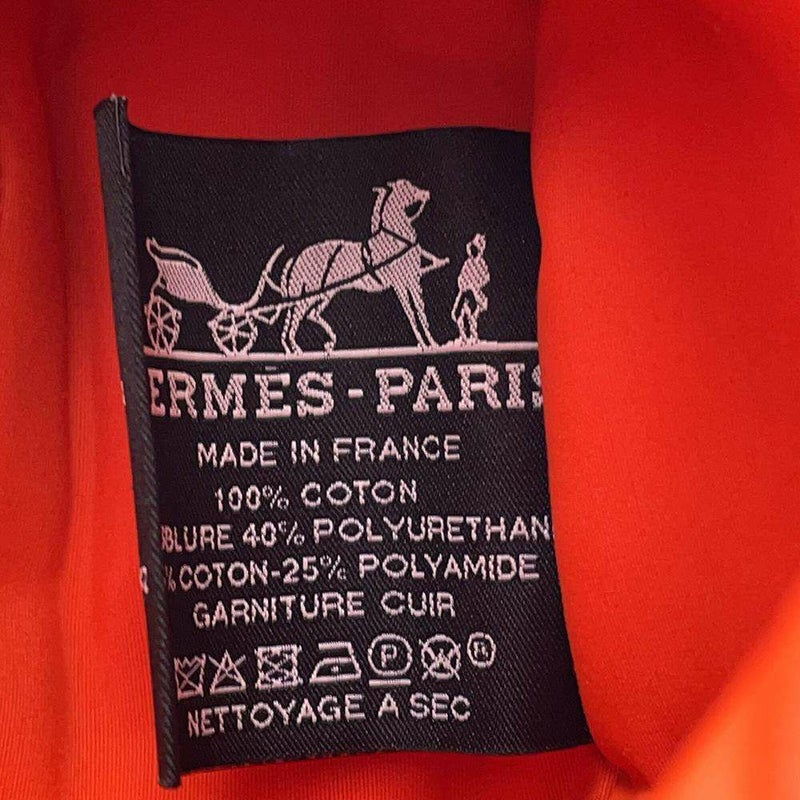 ERMÈS-PARIS
MADE IN FRANCE
100% COTON
BLURE 40% POLYURETHAN
% COTON-25% POLYAMIDE
GARNITURE CUIR
P R
NETTOYAGE A SEC